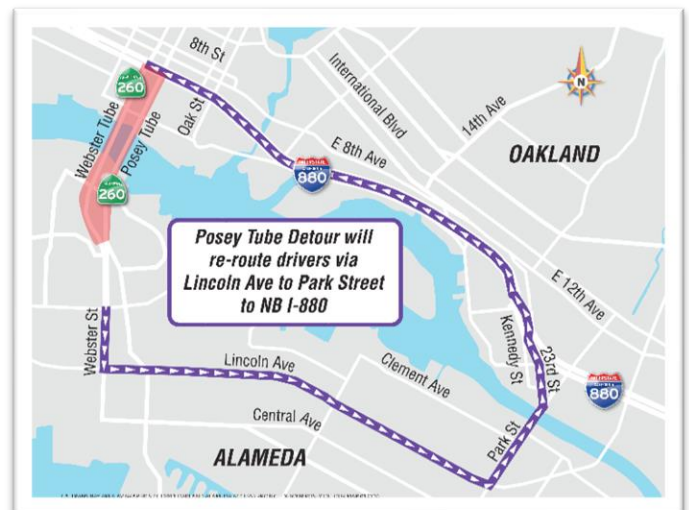 8th St
International Blvd
260
14th Ave
N
Oak St
Webster Tube
Posey Tube
E 8th Ave
OAKLAND
880
260
Posey Tube Detour will
re-route drivers via
Lincoln Ave to Park Street
to NB I-880
E 12th Ave
Webster St
Kennedy St
23rd St
Lincoln Ave
Clement Ave
880
Central Ave
Park St
ALAMEDA